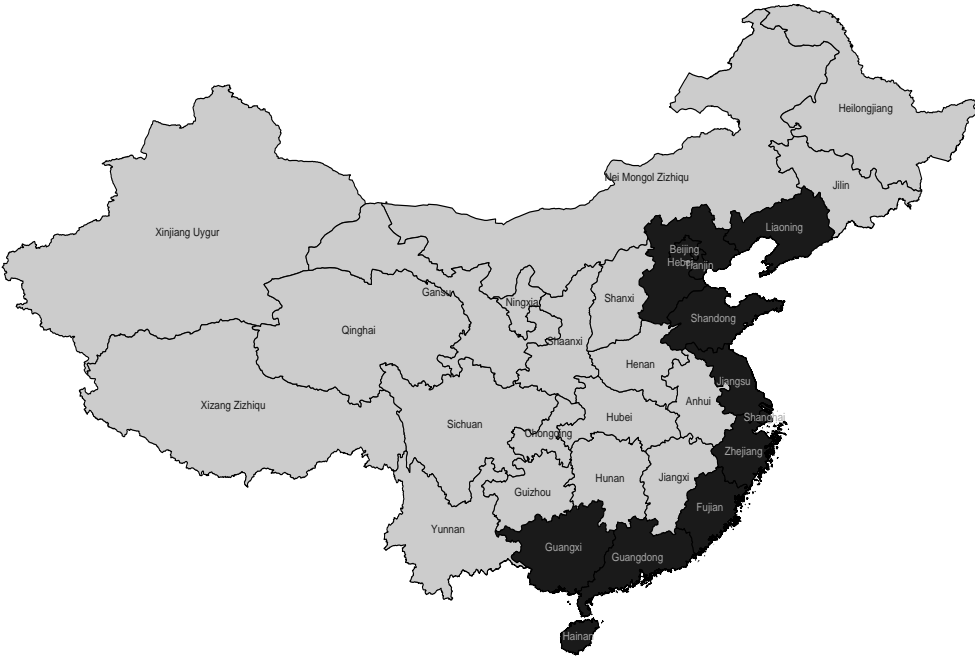 Heilongjiang
Nei Mongol Zizhiqu
Jilin
Xinjiang Uygur
Liaoning
Beijing
Hebei
Tianjin
Gansu
Ningxia
Shanxi
Shandong
Qinghai
Shaanxi
Henan
Jiangsu
Xizang Zizhiqu
Anhui
Sichuan
Hubei
Shanghai
Chongqing
Zhejiang
Guizhou
Hunan
Jiangxi
Fujian
Yunnan
Guangxi
Guangdong
Hainan